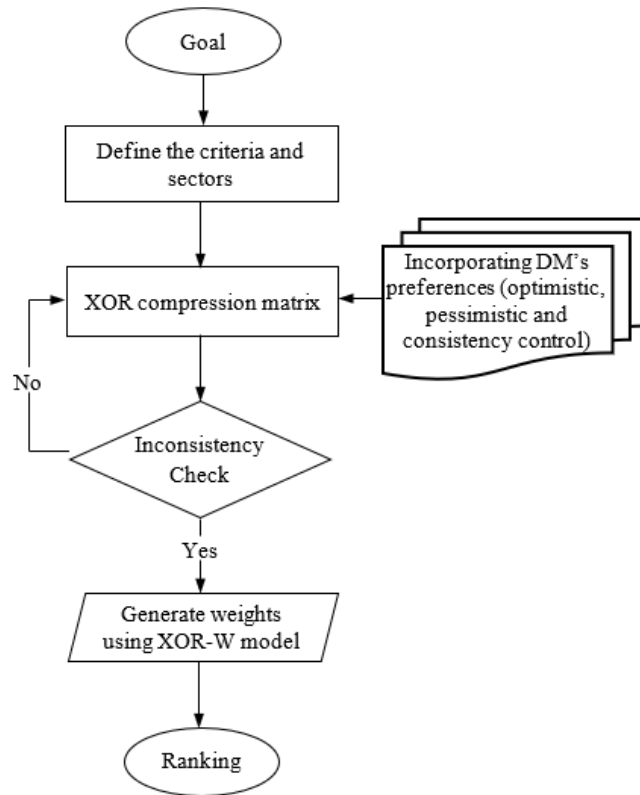 Goal
Define the criteria and
sectors
XOR compression matrix
Incorporating DM's
preferences (optimistic,
pessimistic and
consistency control)
No
Inconsistency
Check
Yes
Generate weights
using XOR-W model
Ranking